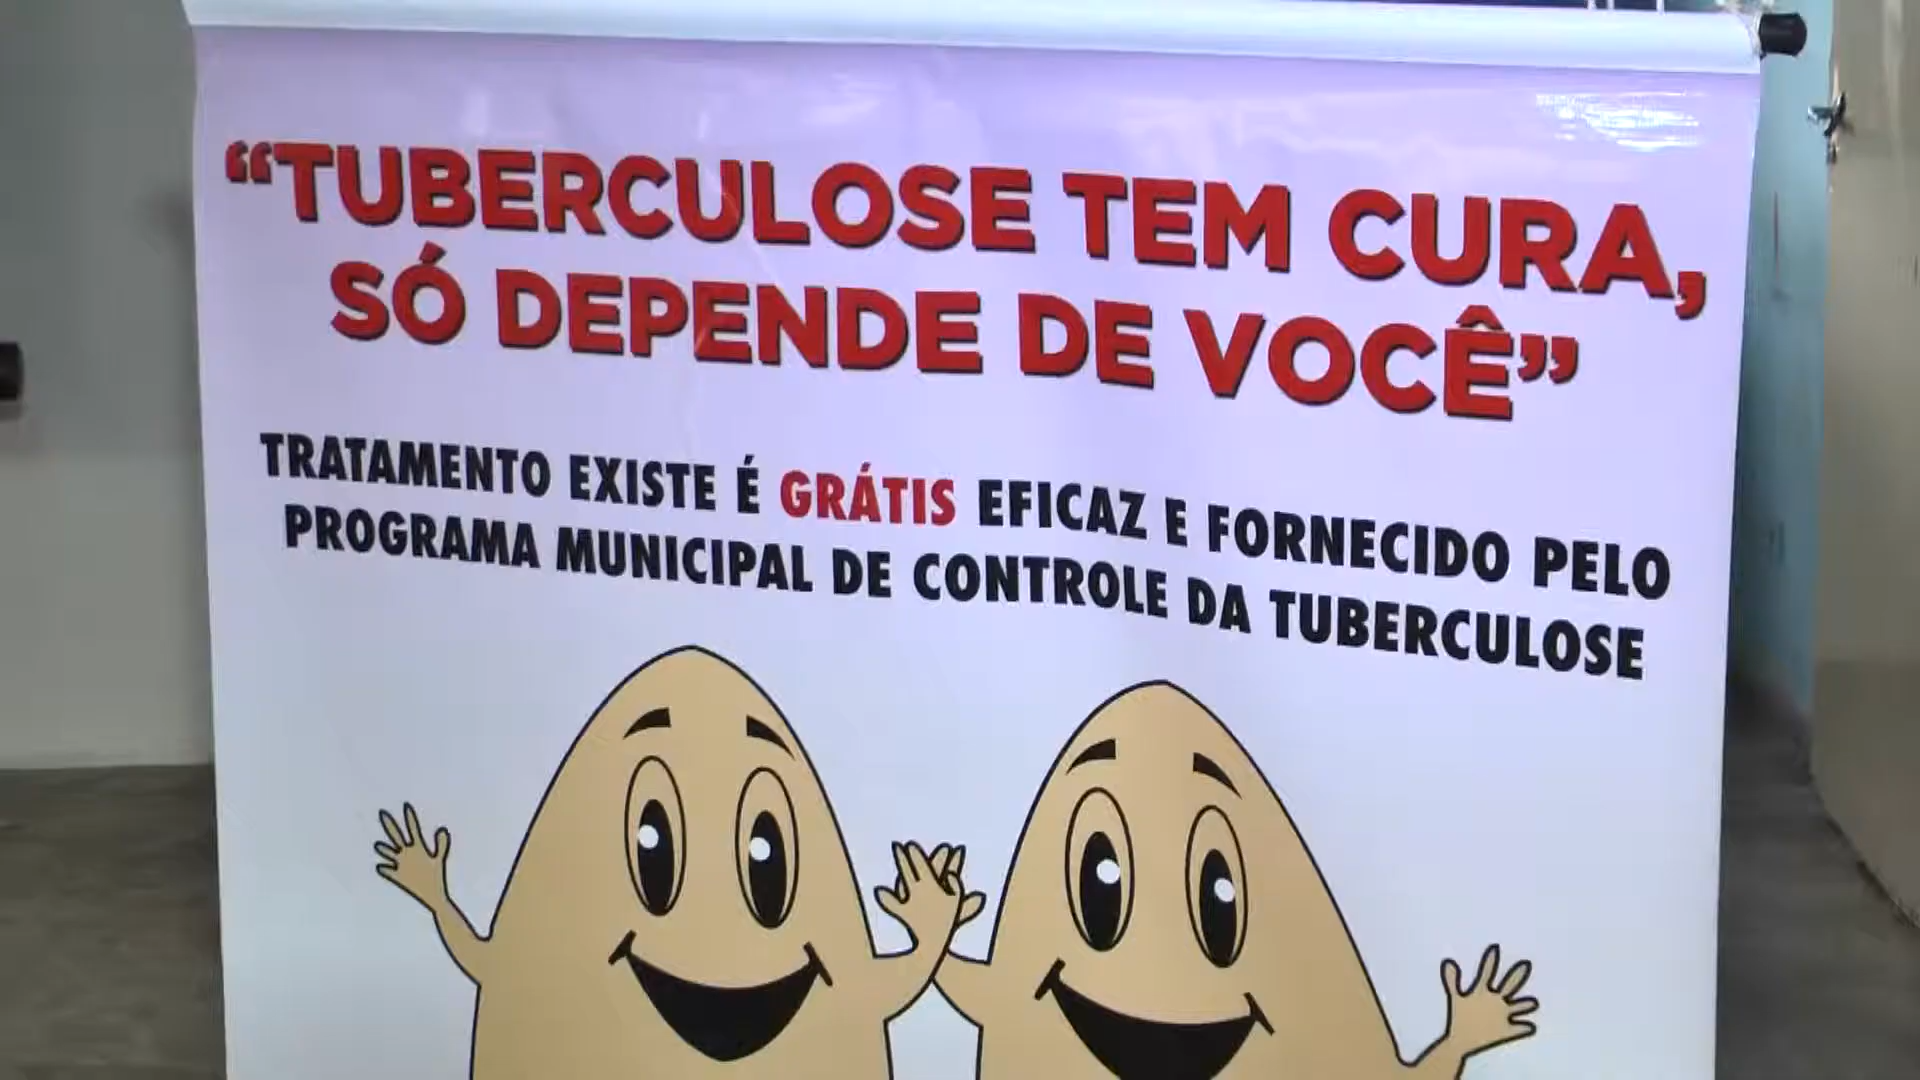 “TUBERCULOSE TEM CURA,
SÓ DEPENDE DE VOCÊ”
TRATAMENTO EXISTE É GRÁTIS EFICAZ E FORNECIDO PELO
PROGRAMA MUNICIPAL DE CONTROLE DA TUBERCULOSE